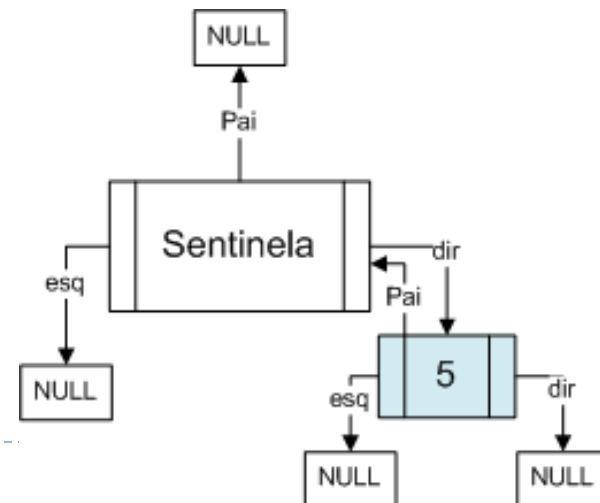 NULL
Pai
Sentinela
dir
esq
Pai
5
NULL
esq
dir
NULL
NULL